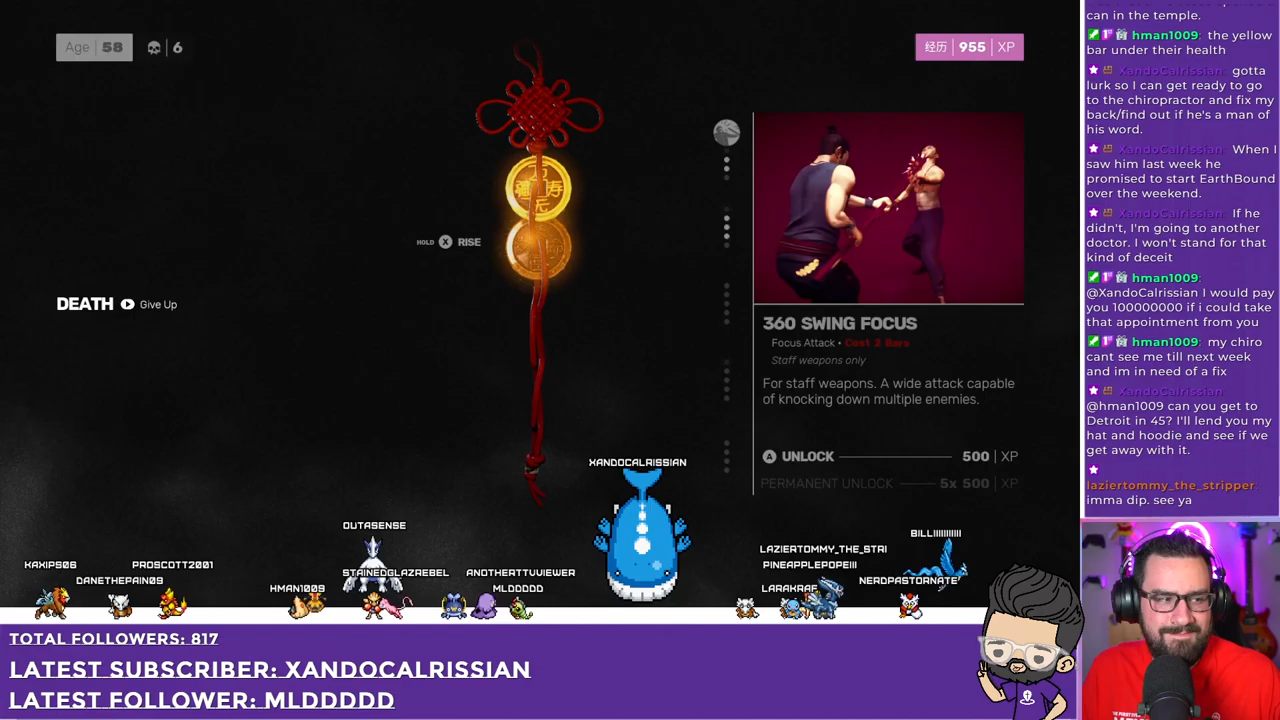 Age 58
6
经历 955 XP
HOLD X RISE
DEATH Give Up
360 SWING FOCUS
Focus Attack • Cost 2 Bars
Staff weapons only
For staff weapons. A wide attack capable
of knocking down multiple enemies.
A UNLOCK 500 XP
PERMANENT UNLOCK 5x 500 XP
can in the temple.
hman1009: the yellow
bar under their health
XandoCalrissian: gotta
lurk so I can get ready to go
to the chiropractor and fix my
back/find out if he's a man of
his word.
XandoCalrissian: When I
saw him last week he
promised to start EarthBound
over the weekend.
XandoCalrissian: If he
didn't, I'm going to another
doctor. I won't stand for that
kind of deceit
hman1009:
@XandoCalrissian I would pay
you 100000000 if i could take
that appointment from you
hman1009: my chiro
cant see me till next week
and im in need of a fix
XandoCalrissian:
@hman1009 can you get to
Detroit in 45? I'll lend you my
hat and hoodie and see if we
get away with it.
laziertommy_the_stripper:
imma dip. see ya
XANDOCALRISSIAN
OUTASENSE
BILLIIIIIIIIII
LAZIERTOMMY_THE_STRI
KAXIPS06
PROSCOTT2001
PINEAPPLEPOPEIII
STAINEDGLAZREBEL
ANOTHERTTVVIEWER
DANETHEPAIN09
NERDPASTORNATE
HMAN1009
MLDDDDD
LARAKRAF
TOTAL FOLLOWERS: 817
LATEST SUBSCRIBER: XANDOCALRISSIAN
LATEST FOLLOWER: MLDDDDD